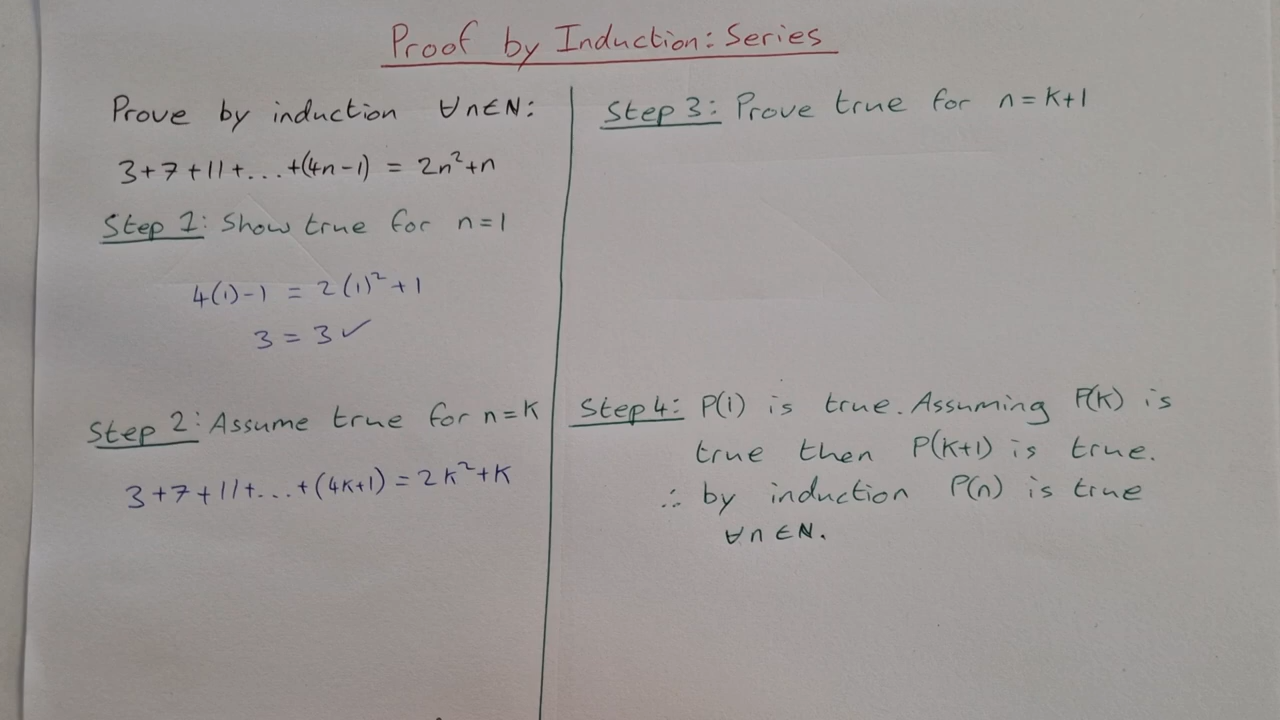 Proof by Induction: Series
Prove by induction ∀n∈N:
3+7+11+...+(4n-1) = 2n²+n
Step 1: Show true for n=1
4(1)-1 = 2(1)²+1
3 = 3 ✓
Step 2: Assume true for n=K
3+7+11+...+(4K+1) = 2K²+K
Step 3: Prove true for n=K+1
Step 4: P(1) is true. Assuming P(K) is
true then P(K+1) is true.
∴ by induction P(n) is true
∀n∈N.